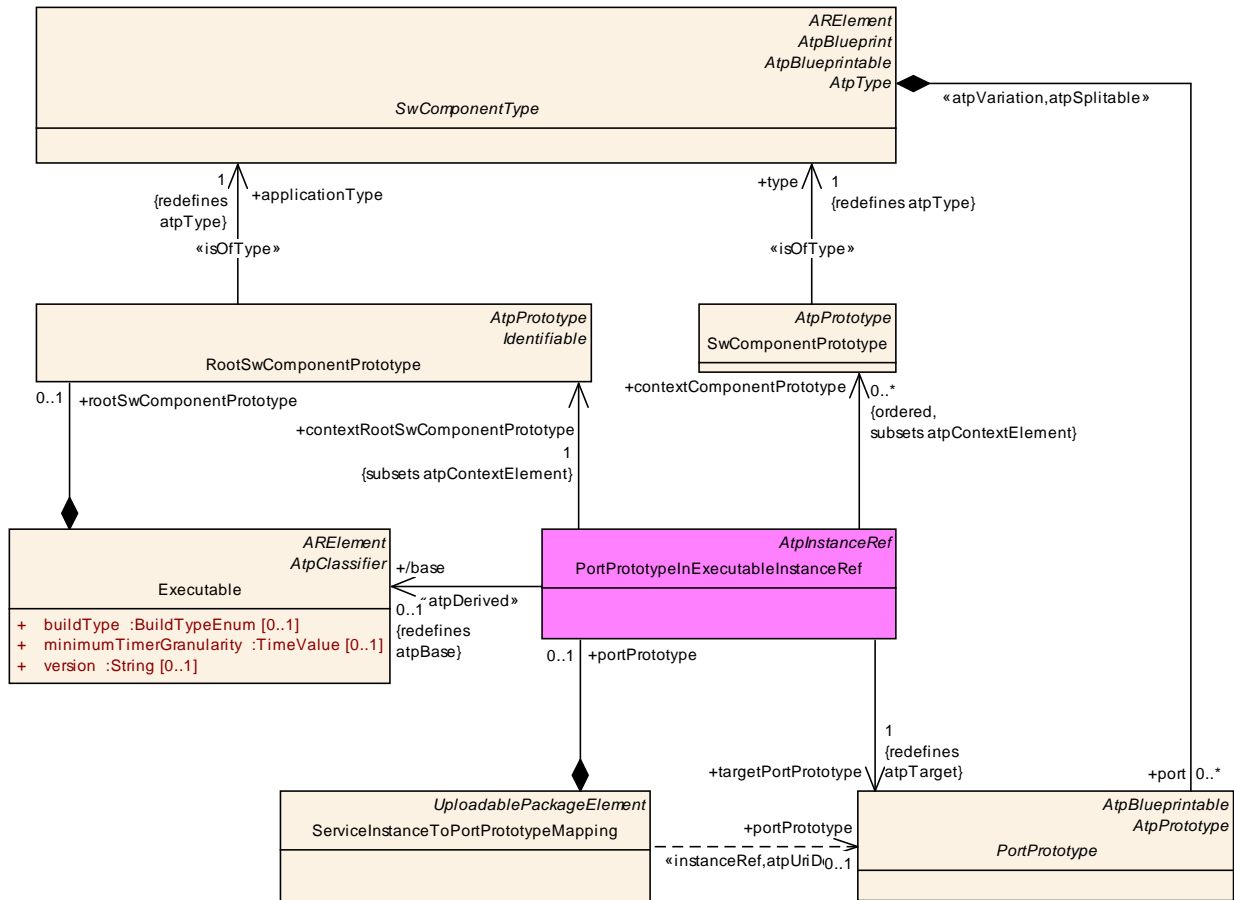 ARElement
AtpBlueprint
AtpBlueprintable
AtpType
SwComponentType
«atpVariation,atpSplitable»
1
{redefines
atpType}
+applicationType
+type
1
{redefines atpType}
«isOfType»
«isOfType»
AtpPrototype
Identifiable
RootSwComponentPrototype
AtpPrototype
SwComponentPrototype
0..1
+rootSwComponentPrototype
+contextRootSwComponentPrototype
1
{subsets atpContextElement}
+contextComponentPrototype
0..*
{ordered,
subsets atpContextElement}
ARElement
AtpClassifier
Executable
+ buildType :BuildTypeEnum [0..1]
+ minimumTimerGranularity :TimeValue [0..1]
+ version :String [0..1]
+/base
«atpDerived»
0..1
{redefines
atpBase}
AtpInstanceRef
PortPrototypeInExecutableInstanceRef
0..1
+portPrototype
1
{redefines
atpTarget}
+targetPortPrototype
+port
0..*
UploadablePackageElement
ServiceInstanceToPortPrototypeMapping
+portPrototype
«instanceRef,atpUriD
0..1
AtpBlueprintable
AtpPrototype
PortPrototype